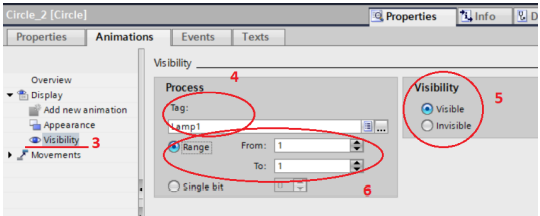 Circle_2 [Circle]
Properties
Info
D
Properties
Animations
Events
Texts
Visibility
Overview
Display
Add new animation
Appearance
Visibility
3
Movements
4
Process
Tag:
Lamp1
...
Range
From: 1
To: 1
Single bit
0
6
Visibility
Visible
Invisible
5